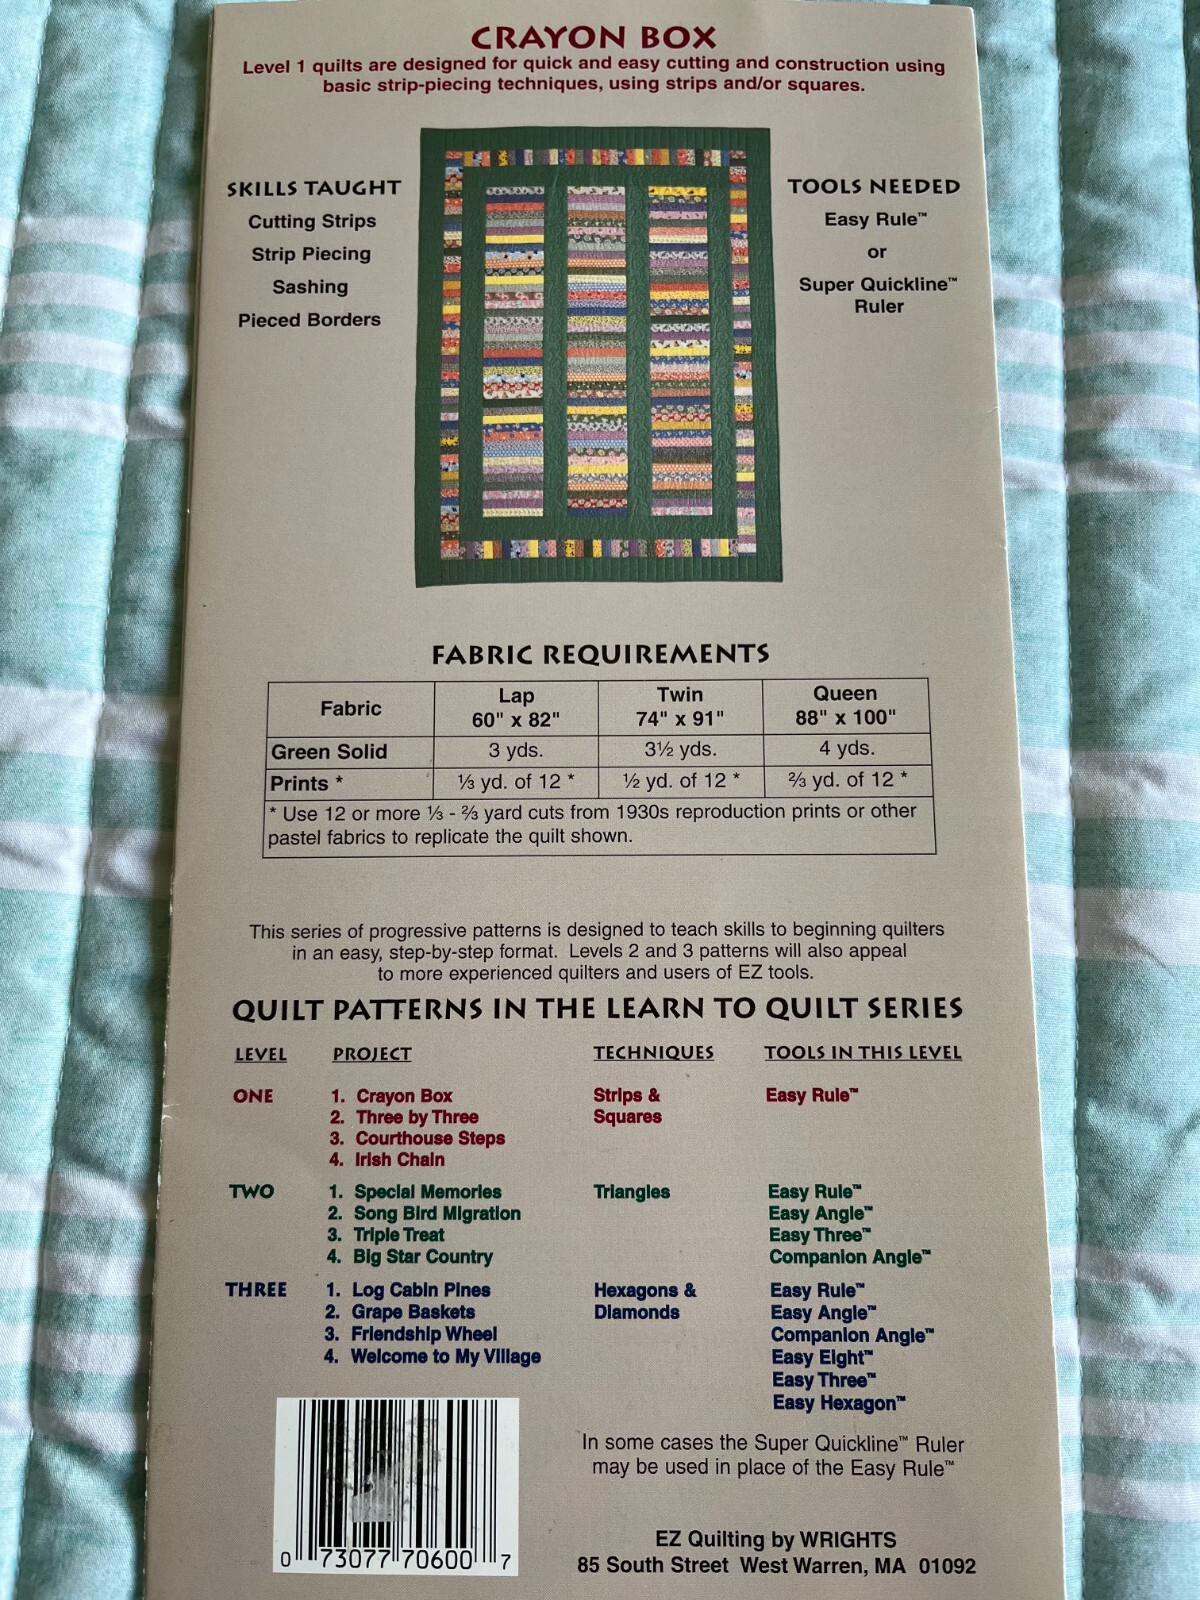 CRAYON BOX
Level 1 quilts are designed for quick and easy cutting and construction using
basic strip-piecing techniques, using strips and/or squares.
SKILLS TAUGHT
Cutting Strips
Strip Piecing
Sashing
Pieced Borders
TOOLS NEEDED
Easy Rule™
or
Super Quickline™
Ruler
FABRIC REQUIREMENTS
Fabric Lap 60" x 82" Twin 74" x 91" Queen 88" x 100"
Green Solid 3 yds. 3½ yds. 4 yds.
Prints * ⅓ yd. of 12 * ½ yd. of 12 * ⅔ yd. of 12 *
* Use 12 or more ⅓ - ⅔ yard cuts from 1930s reproduction prints or other
pastel fabrics to replicate the quilt shown.
This series of progressive patterns is designed to teach skills to beginning quilters
in an easy, step-by-step format. Levels 2 and 3 patterns will also appeal
to more experienced quilters and users of EZ tools.
QUILT PATTERNS IN THE LEARN TO QUILT SERIES
LEVEL PROJECT TECHNIQUES TOOLS IN THIS LEVEL
ONE 1. Crayon Box Strips & Easy Rule™
2. Three by Three Squares
3. Courthouse Steps
4. Irish Chain
TWO 1. Special Memories Triangles Easy Rule™
2. Song Bird Migration Easy Angle™
3. Triple Treat Easy Three™
4. Big Star Country Companion Angle™
THREE 1. Log Cabin Pines Hexagons & Easy Rule™
2. Grape Baskets Diamonds Easy Angle™
3. Friendship Wheel Companion Angle™
4. Welcome to My Village Easy Eight™
Easy Three™
Easy Hexagon™
In some cases the Super Quickline™ Ruler
may be used in place of the Easy Rule™
0 73077 70600 7
EZ Quilting by WRIGHTS
85 South Street West Warren, MA 01092